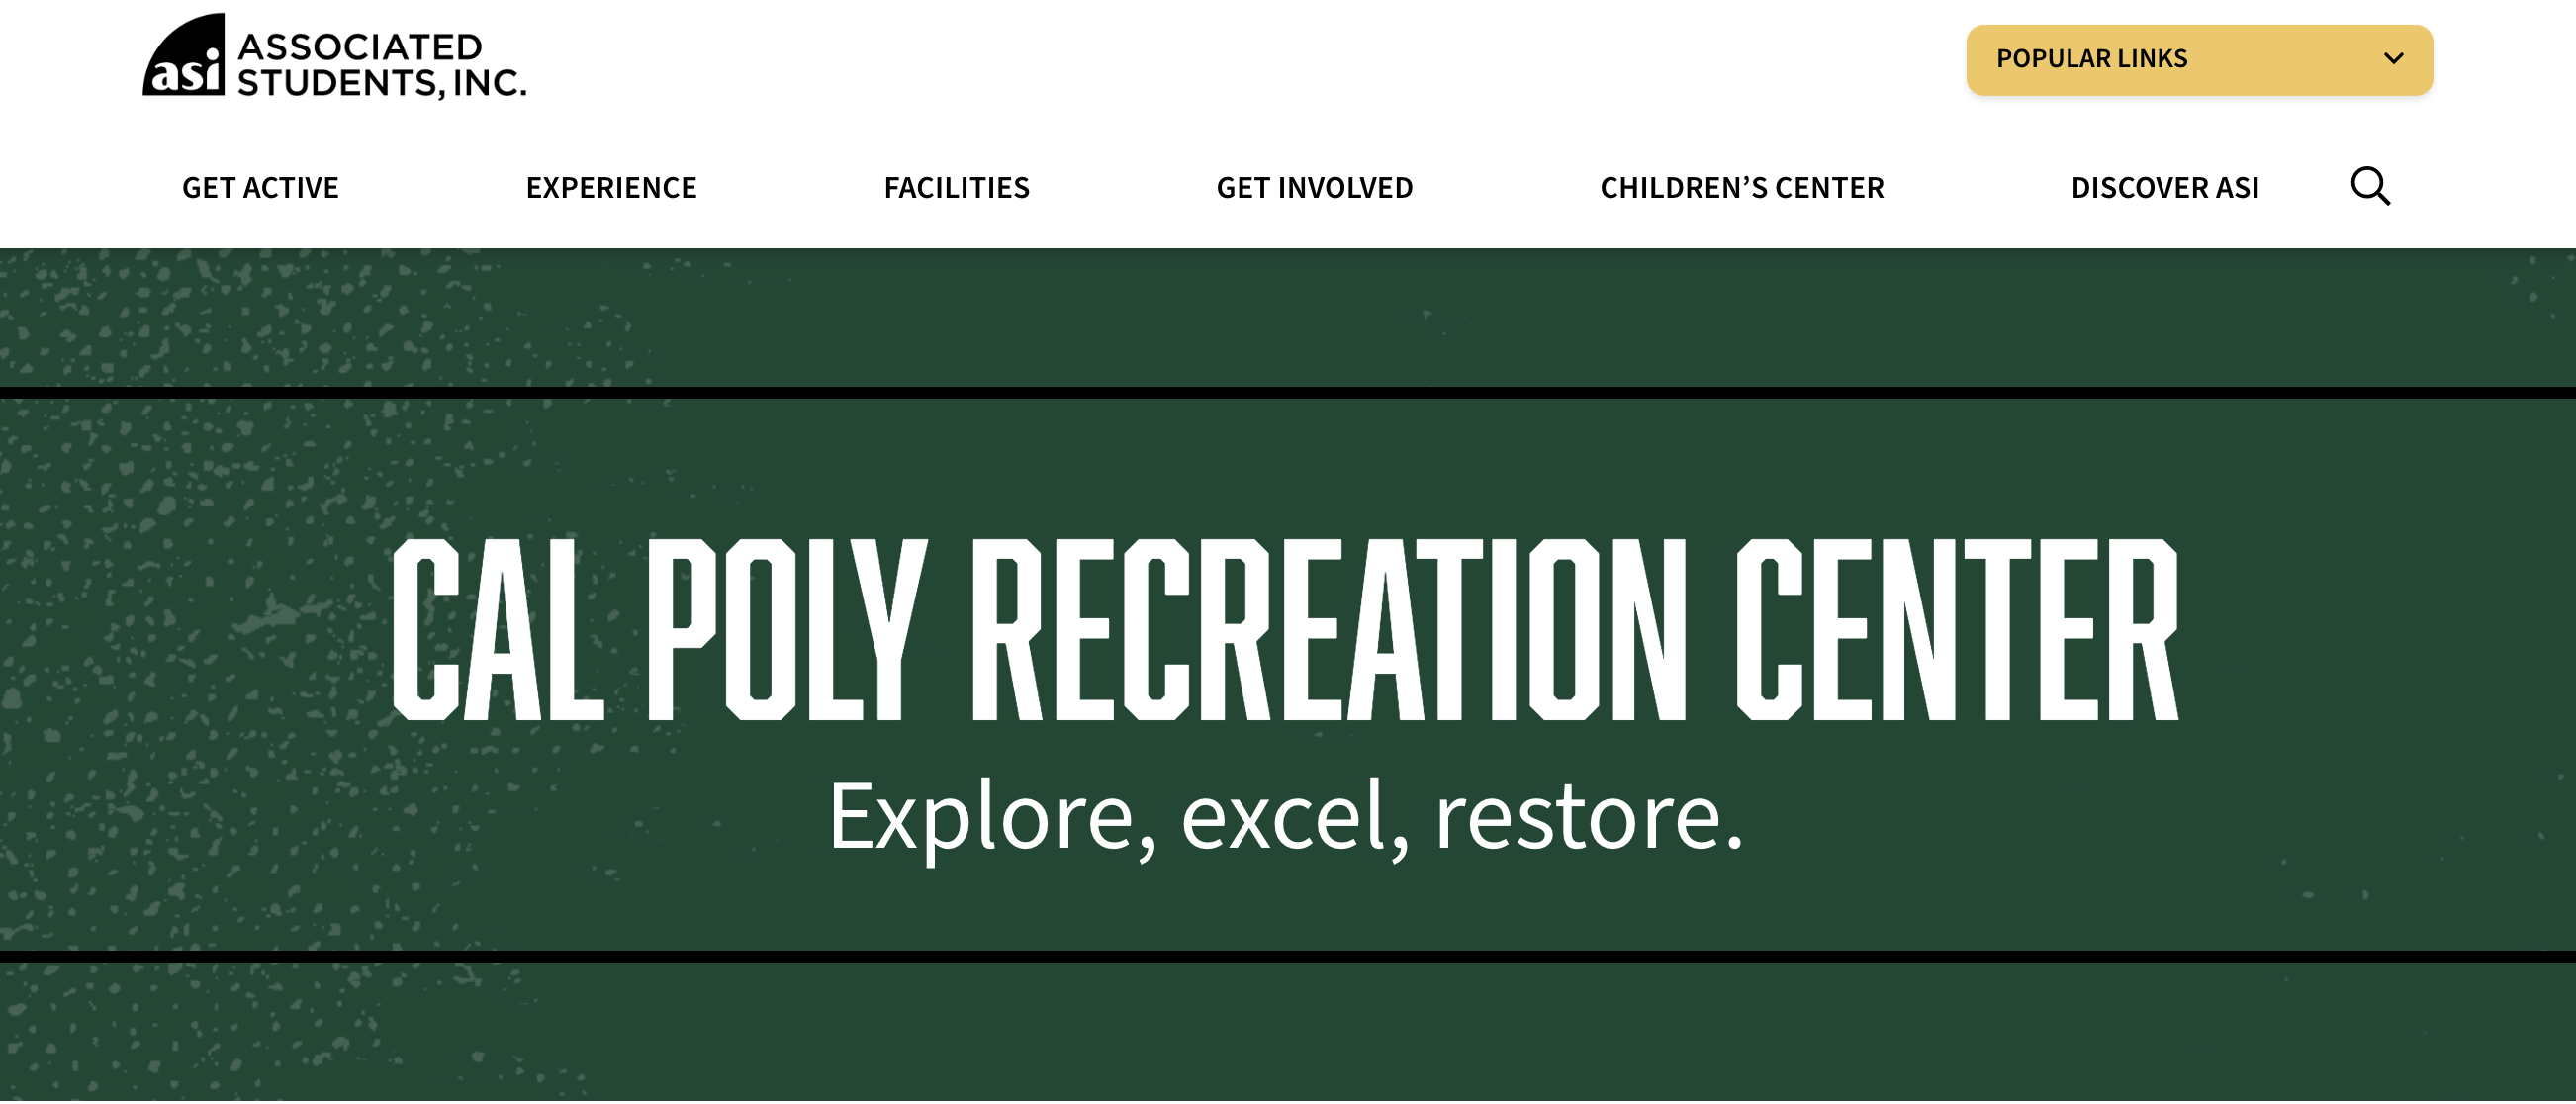 asi ASSOCIATED
STUDENTS, INC.
POPULAR LINKS
GET ACTIVE EXPERIENCE FACILITIES GET INVOLVED CHILDREN’S CENTER DISCOVER ASI
CAL POLY RECREATION CENTER
Explore, excel, restore.